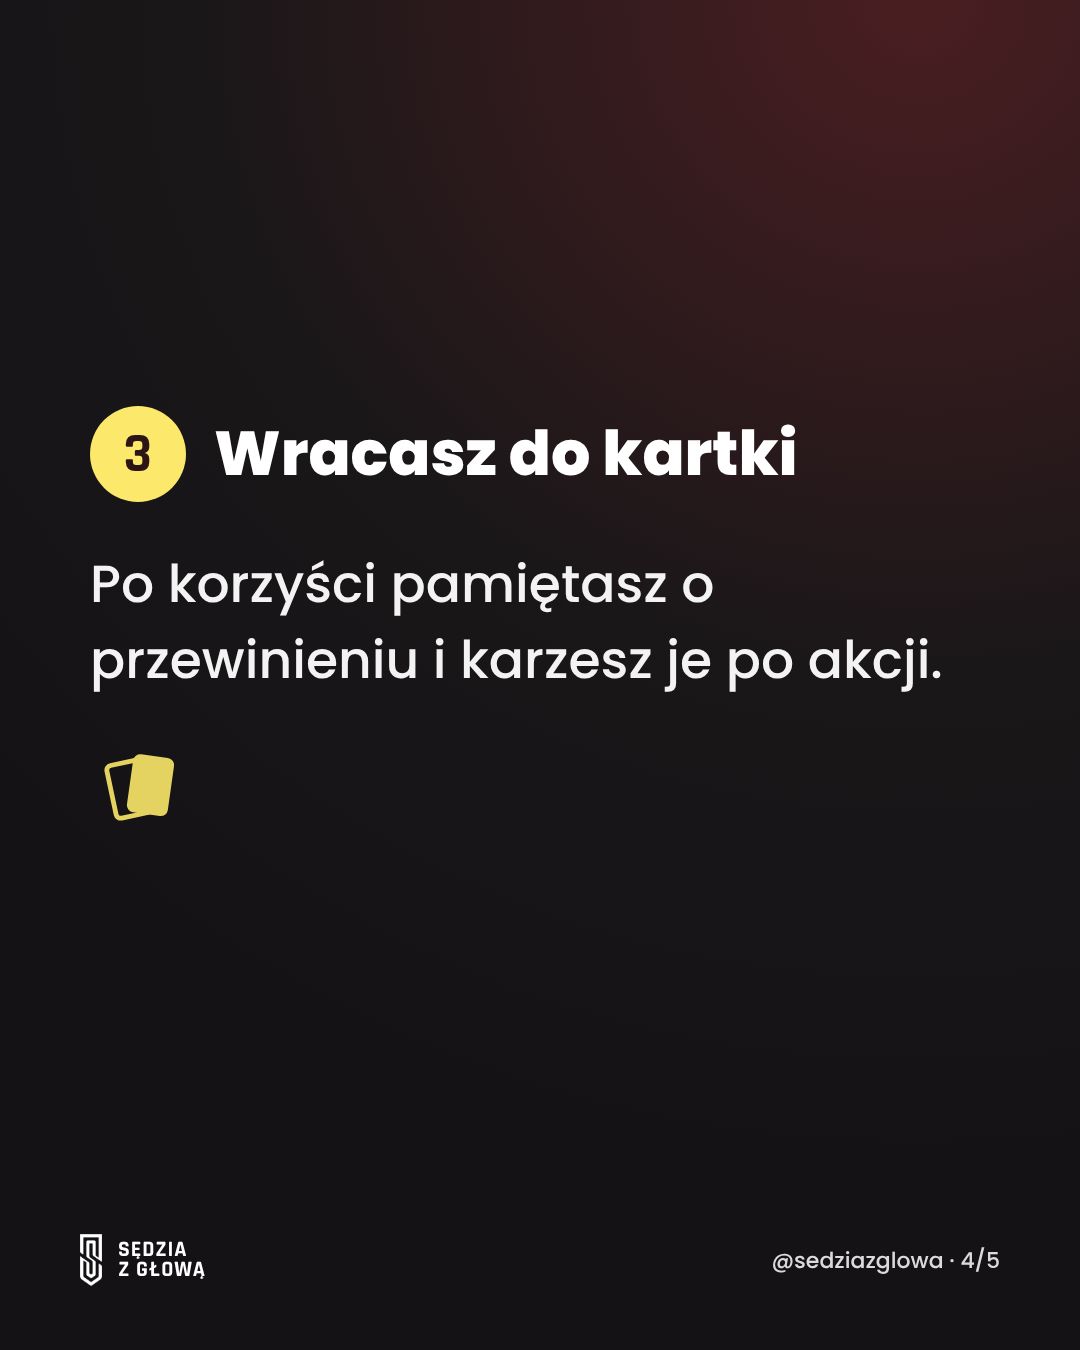 3 Wracasz do kartki
Po korzyści pamiętasz o
przewinieniu i karzesz je po akcji.
SĘDZIA
Z GŁOWĄ
@sedziazglowa · 4/5